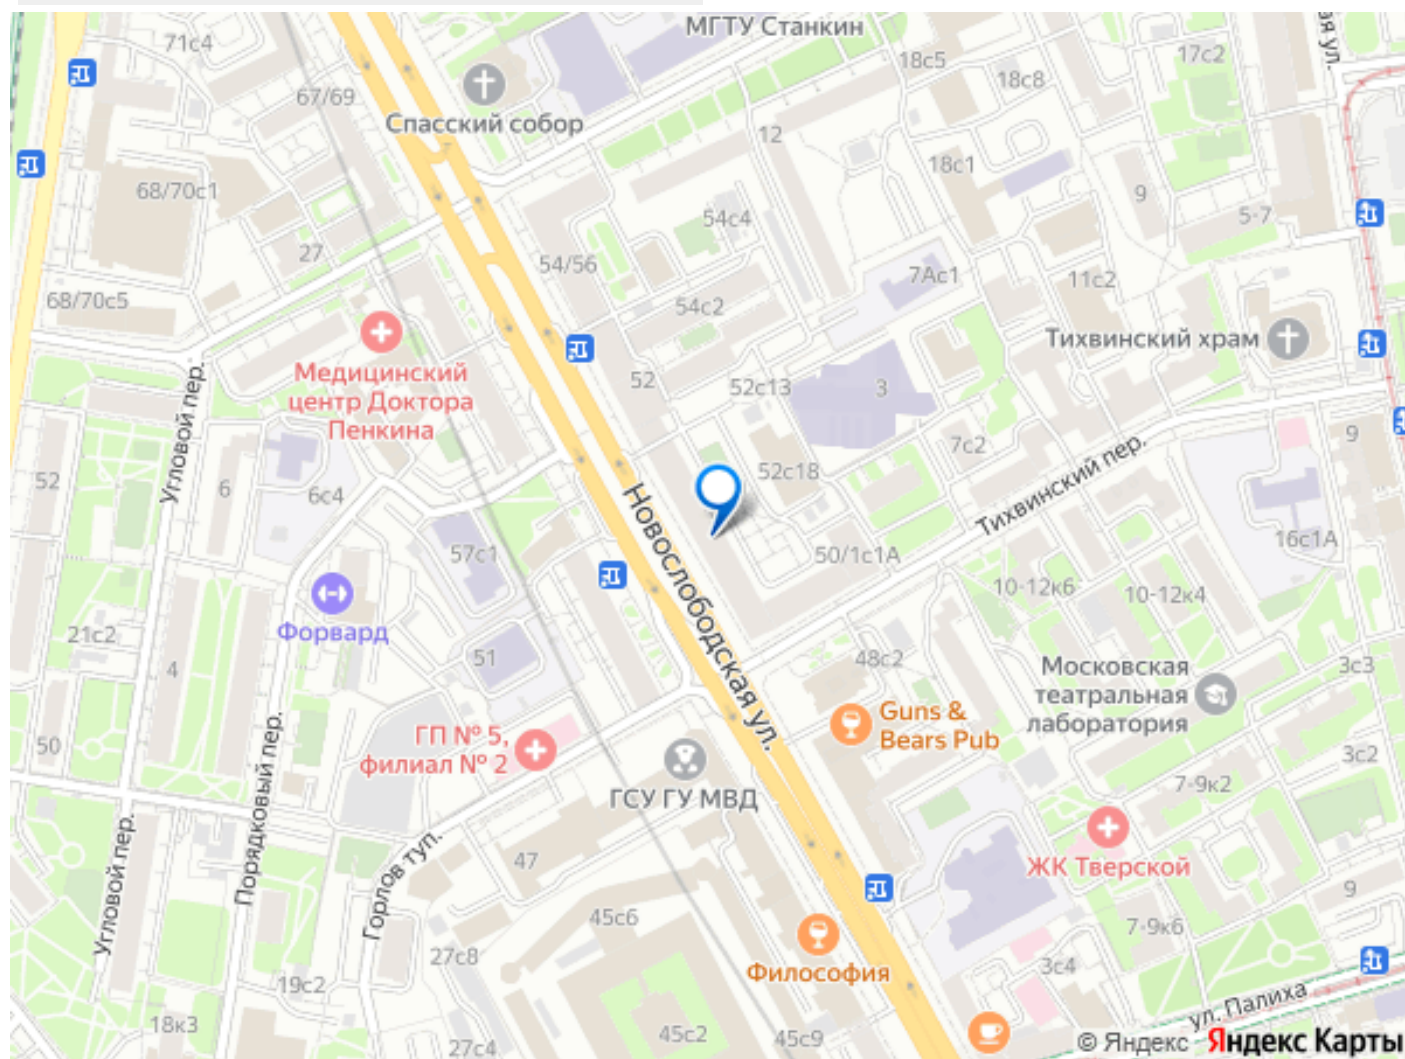 МГТУ Станкин
71с4
67/69
18с5
17с2
18с8
Спасский собор
12
18с1
68/70с1
9
5-7
54с4
27
54/56
7Ас1
11с2
68/70с5
54с2
Тихвинский храм
Медицинский
центр Доктора
Пенкина
52
52с13
3
Угловой пер.
7с2
9
52
6
6с4
52с18
Тихвинский пер.
Новослободская ул.
57с1
50/1с1А
16с1А
10-12к6
10-12к4
Форвард
21с2
4
51
48с2
Московская
театральная
лаборатория
3с3
Guns &
Bears Pub
50
ГП № 5,
филиал № 2
Порядковый пер.
ГСУ ГУ МВД
3с2
7-9к2
Угловой пер.
Горлов туп.
47
ЖК Тверской
9
45с6
7-9к6
27с8
Философия
3с4
19с2
ул. Палиха
18к3
27с4
45с2
45с9
© Яндекс Яндекс Карты